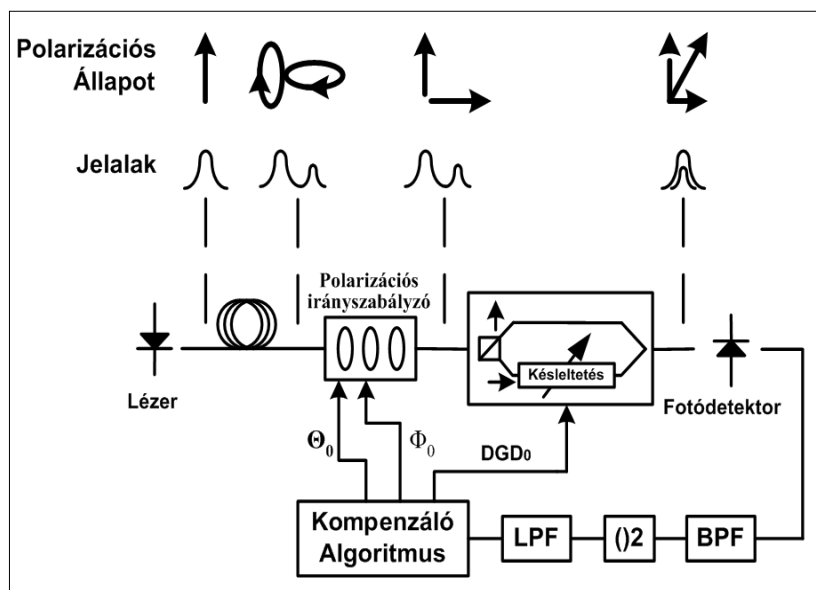 Polarizációs
Állapot
Jelalak
Polarizációs
irányszabályzó
Késleltetés
Lézer
Fotódetektor
Θ0
Φ0
DGD0
Kompenzáló
Algoritmus
LPF
()2
BPF